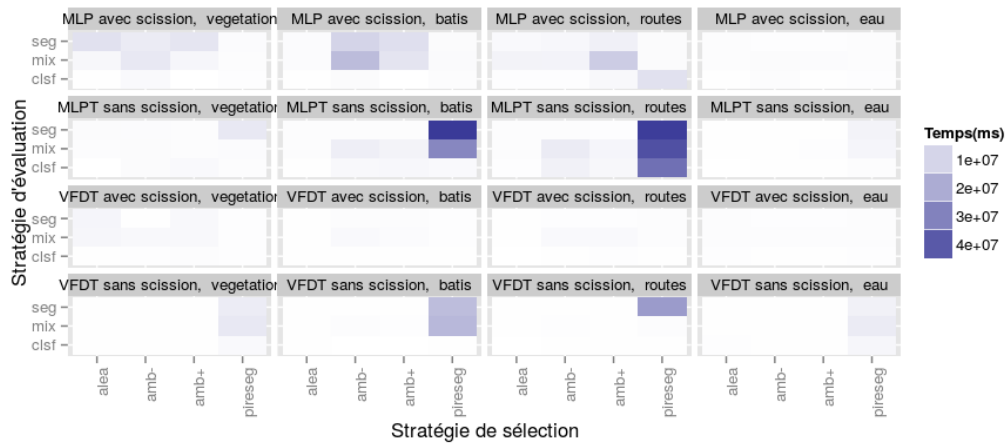 MLP avec scission, vegetation
MLP avec scission, batis
MLP avec scission, routes
MLP avec scission, eau
seg
mix
clsf
MLPT sans scission, vegetation
MLPT sans scission, batis
MLPT sans scission, routes
MLPT sans scission, eau
seg
mix
clsf
VFDT avec scission, vegetation
VFDT avec scission, batis
VFDT avec scission, routes
VFDT avec scission, eau
seg
mix
clsf
VFDT sans scission, vegetation
VFDT sans scission, batis
VFDT sans scission, routes
VFDT sans scission, eau
seg
mix
clsf
Stratégie d'évaluation
alea
amb-
amb+
pireseg
alea
amb-
amb+
pireseg
alea
amb-
amb+
pireseg
alea
amb-
amb+
pireseg
Stratégie de sélection
Temps(ms)
1e+07
2e+07
3e+07
4e+07